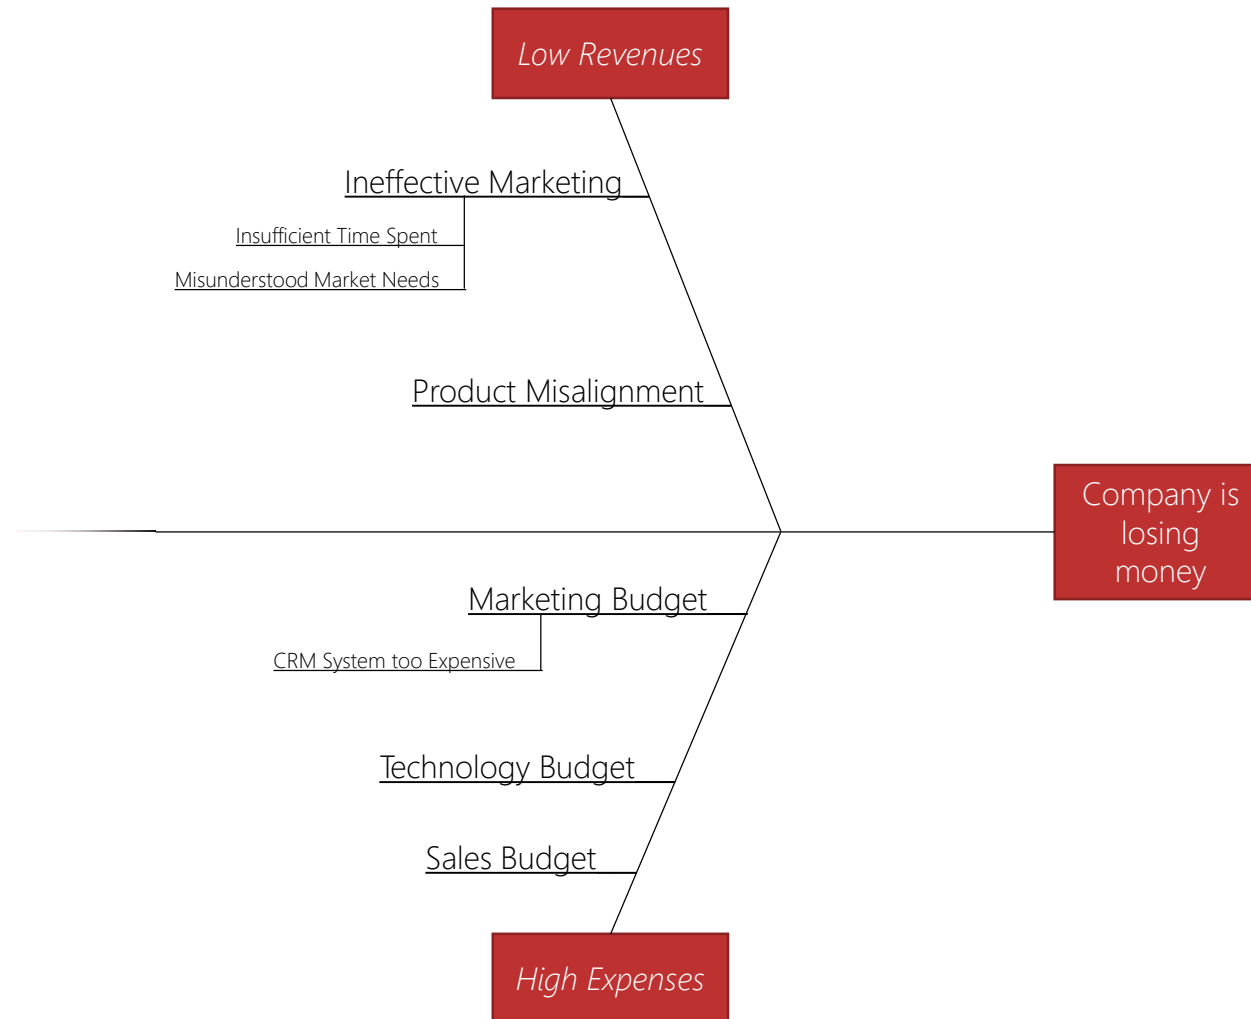 Low Revenues
Ineffective Marketing
Insufficient Time Spent
Misunderstood Market Needs
Product Misalignment
Company is
losing
money
Marketing Budget
CRM System too Expensive
Technology Budget
Sales Budget
High Expenses